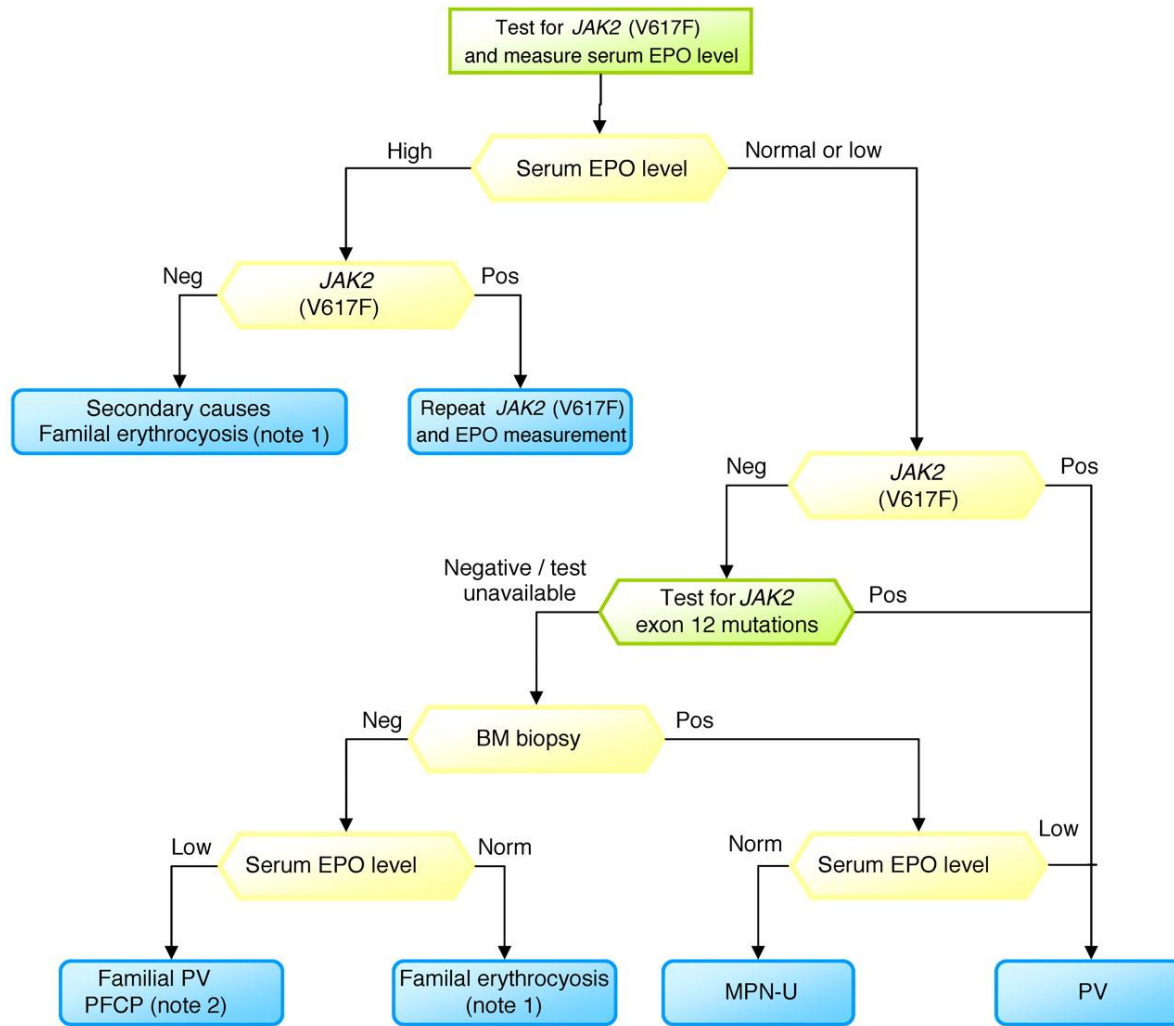 Test for JAK2 (V617F)
and measure serum EPO level
High
Serum EPO level
Normal or low
Neg
JAK2
(V617F)
Pos
Secondary causes
Familal erythrocyosis (note 1)
Repeat JAK2 (V617F)
and EPO measurement
Neg
JAK2
(V617F)
Pos
Negative / test
unavailable
Test for JAK2
exon 12 mutations
Pos
Neg
BM biopsy
Pos
Low
Serum EPO level
Norm
Norm
Serum EPO level
Low
Familial PV
PFCP (note 2)
Familal erythrocyosis
(note 1)
MPN-U
PV